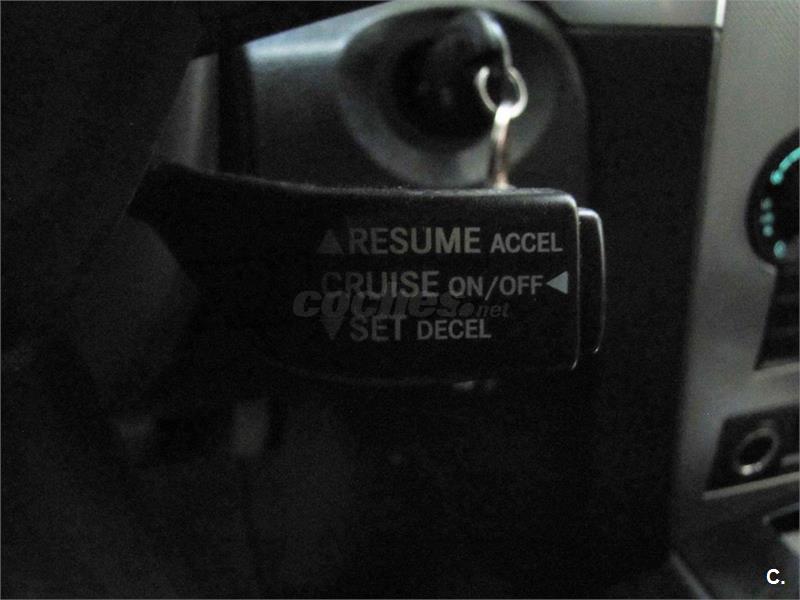 ▲RESUME ACCEL
CRUISE ON/OFF◀
coches.net
▼SET DECEL
C.